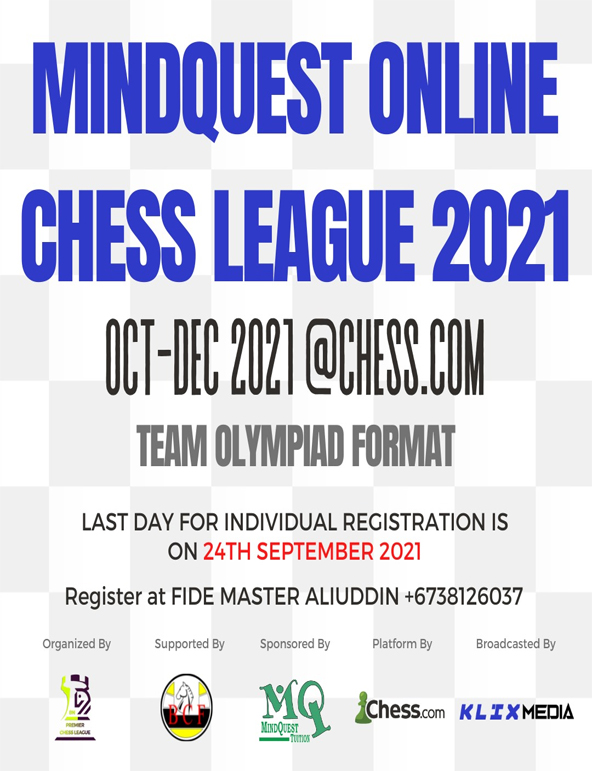 MINDQUEST ONLINE
CHESS LEAGUE 2021
OCT-DEC 2021 @CHESS.COM
TEAM OLYMPIAD FORMAT
LAST DAY FOR INDIVIDUAL REGISTRATION IS
ON 24TH SEPTEMBER 2021
Register at FIDE MASTER ALIUDDIN +6738126037
Organized By Supported By Sponsored By Platform By Broadcasted By
PREMIER
CHESS LEAGUE
BCF
MQ
MINDQUEST
TUITION
Chess.com
KLIXMEDIA